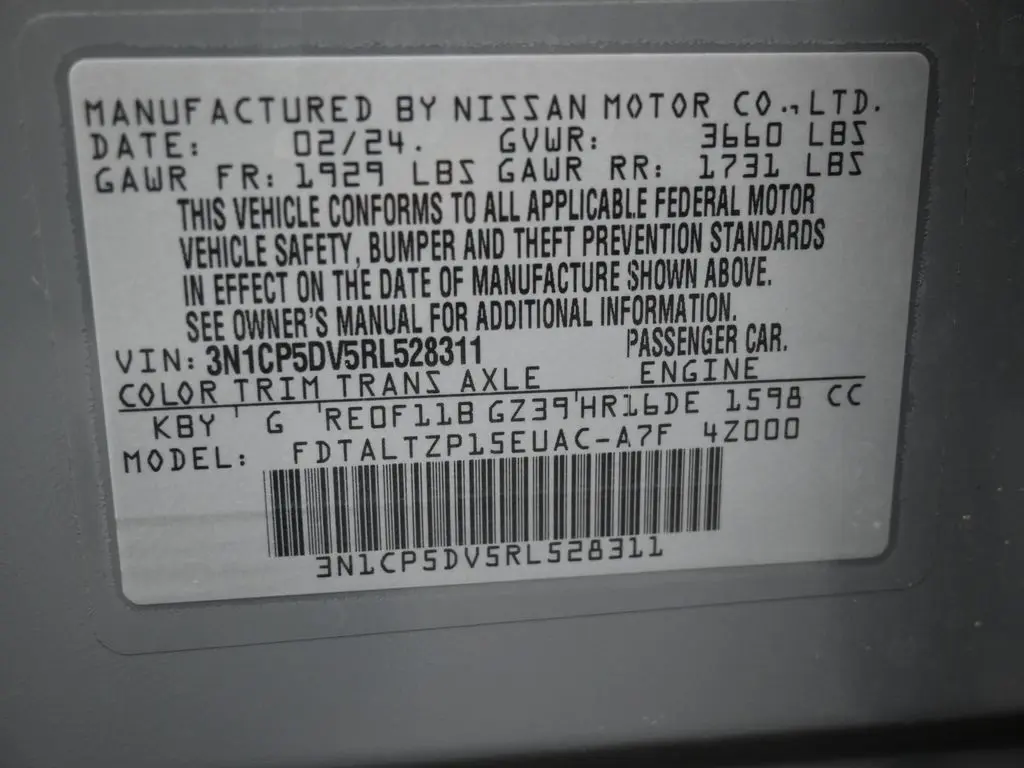 MANUFACTURED BY NISSAN MOTOR CO., LTD.
DATE: 02/24. GVWR: 3660 LBS
GAWR FR: 1929 LBS GAWR RR: 1731 LBS
THIS VEHICLE CONFORMS TO ALL APPLICABLE FEDERAL MOTOR
VEHICLE SAFETY, BUMPER AND THEFT PREVENTION STANDARDS
IN EFFECT ON THE DATE OF MANUFACTURE SHOWN ABOVE.
SEE OWNER'S MANUAL FOR ADDITIONAL INFORMATION.
VIN: 3N1CP5DV5RL528311 PASSENGER CAR.
COLOR TRIM TRANS AXLE ENGINE
KBY ' G 'RE0F11B GZ39'HR16DE 1598 CC
MODEL: FDTALTZP15EUAC-A7F 4Z000
3N1CP5DV5RL528311